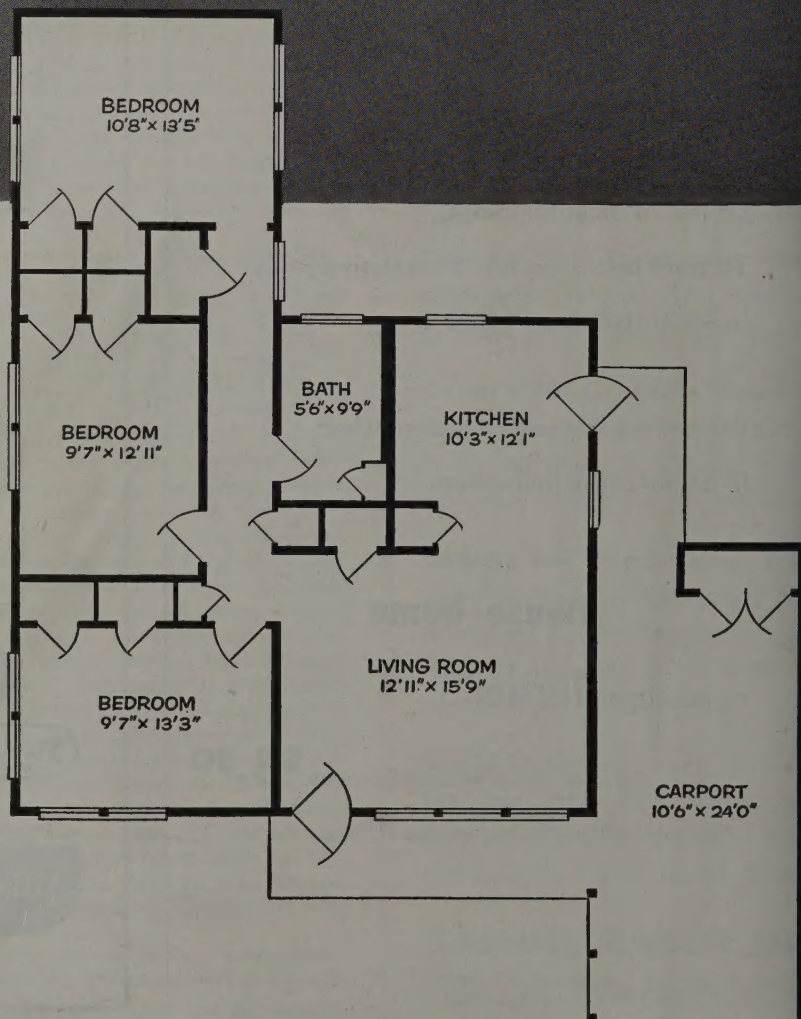 BEDROOM
10'8" × 13'5"
BEDROOM
9'7" × 12'11"
BATH
5'6" × 9'9"
KITCHEN
10'3" × 12'1"
LIVING ROOM
12'11" × 15'9"
BEDROOM
9'7" × 13'3"
CARPORT
10'6" × 24'0"